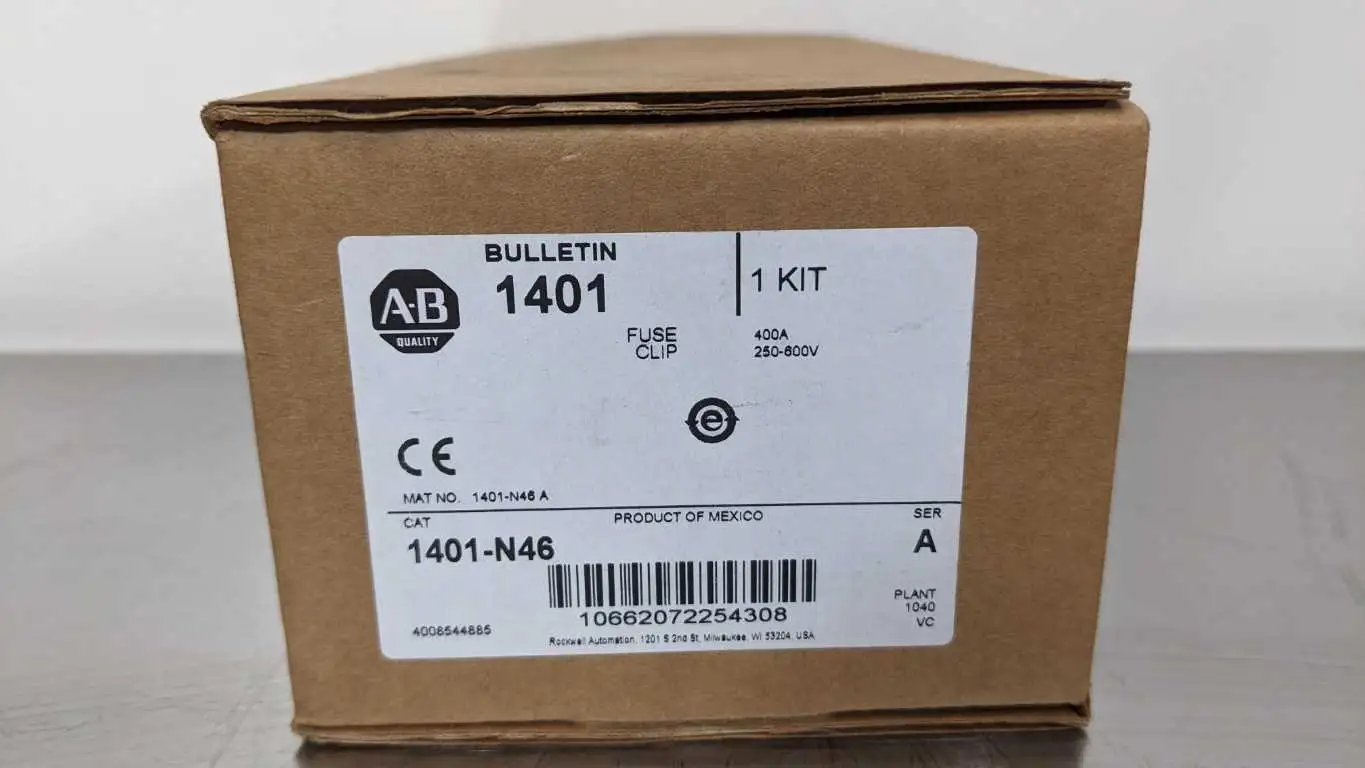 BULLETIN
1401
1 KIT
A-B
QUALITY
FUSE
CLIP
400A
250-600V
e
CE
MAT NO. 1401-N46 A
CAT
PRODUCT OF MEXICO
SER
1401-N46
A
10662072254308
PLANT
1040
VC
4008544885
Rockwell Automation, 1201 S 2nd St, Milwaukee, WI 53204, USA